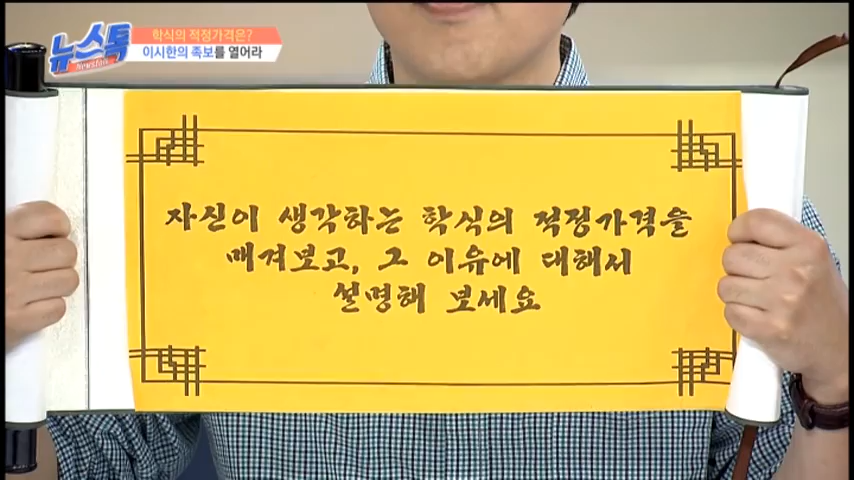 뉴스톡
Newstalk
학식의 적정가격은?
이시한의 족보를 열어라
자신이 생각하는 학식의 적정가격을
매겨보고, 그 이유에 대해서
설명해 보세요